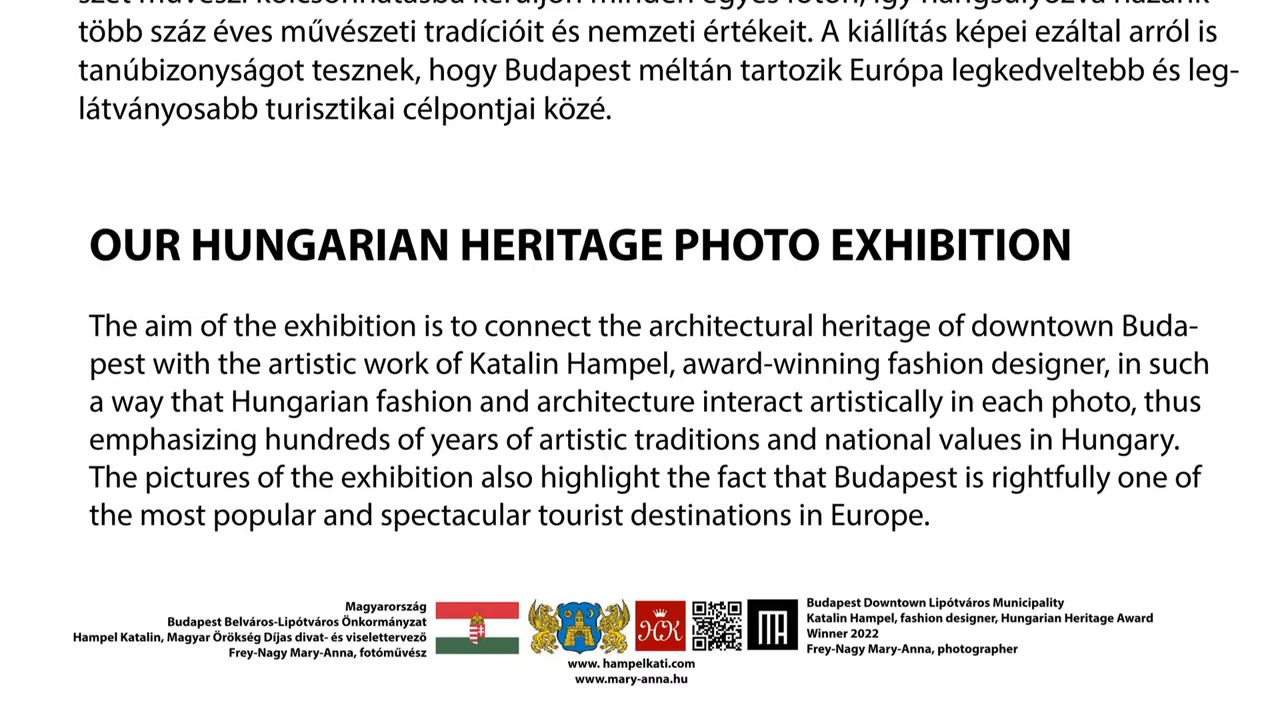 több száz éves művészeti tradícióit és nemzeti értékeit. A kiállítás képei ezáltal arról is
tanúbizonyságot tesznek, hogy Budapest méltán tartozik Európa legkedveltebb és leg-
látványosabb turisztikai célpontjai közé.
OUR HUNGARIAN HERITAGE PHOTO EXHIBITION
The aim of the exhibition is to connect the architectural heritage of downtown Buda-
pest with the artistic work of Katalin Hampel, award-winning fashion designer, in such
a way that Hungarian fashion and architecture interact artistically in each photo, thus
emphasizing hundreds of years of artistic traditions and national values in Hungary.
The pictures of the exhibition also highlight the fact that Budapest is rightfully one of
the most popular and spectacular tourist destinations in Europe.
Magyarország
Budapest Belváros-Lipótváros Önkormányzat
Hampel Katalin, Magyar Örökség Díjas divat- és viselettervező
Frey-Nagy Mary-Anna, fotóművész
HK
www. hampelkati.com
www.mary-anna.hu
Budapest Downtown Lipótváros Municipality
Katalin Hampel, fashion designer, Hungarian Heritage Award
Winner 2022
Frey-Nagy Mary-Anna, photographer